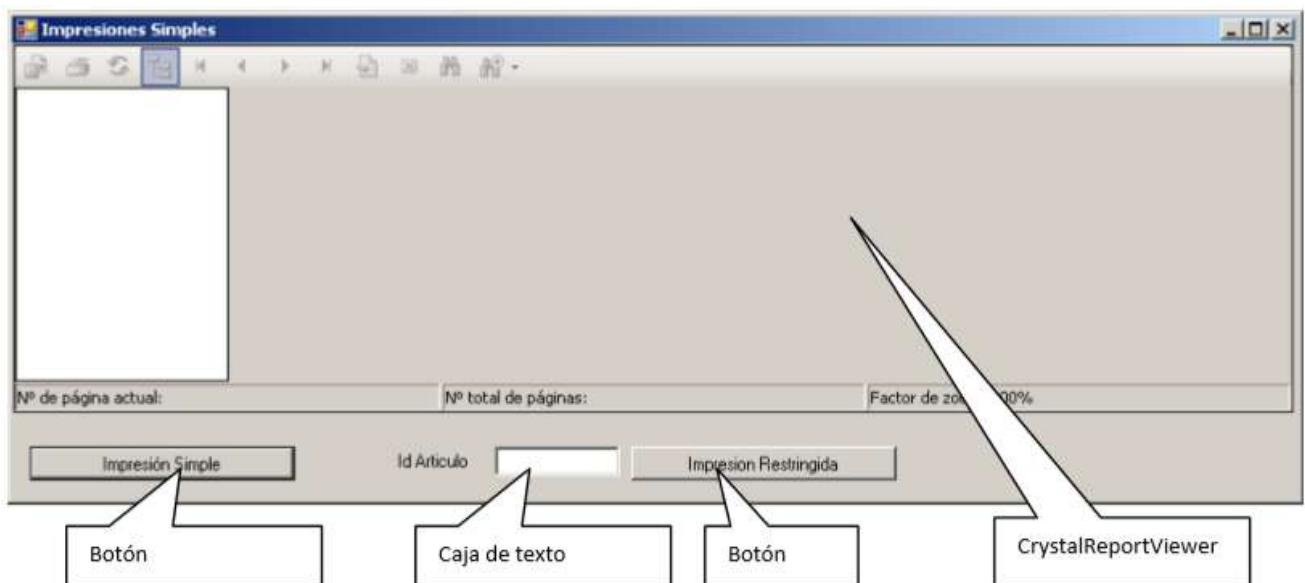 Impresiones Simples
Nº de página actual:
Nº total de páginas:
Factor de zo 00%
Impresión Simple
Id Articulo
Impresion Restringida
Botón
Caja de texto
Botón
CrystalReportViewer